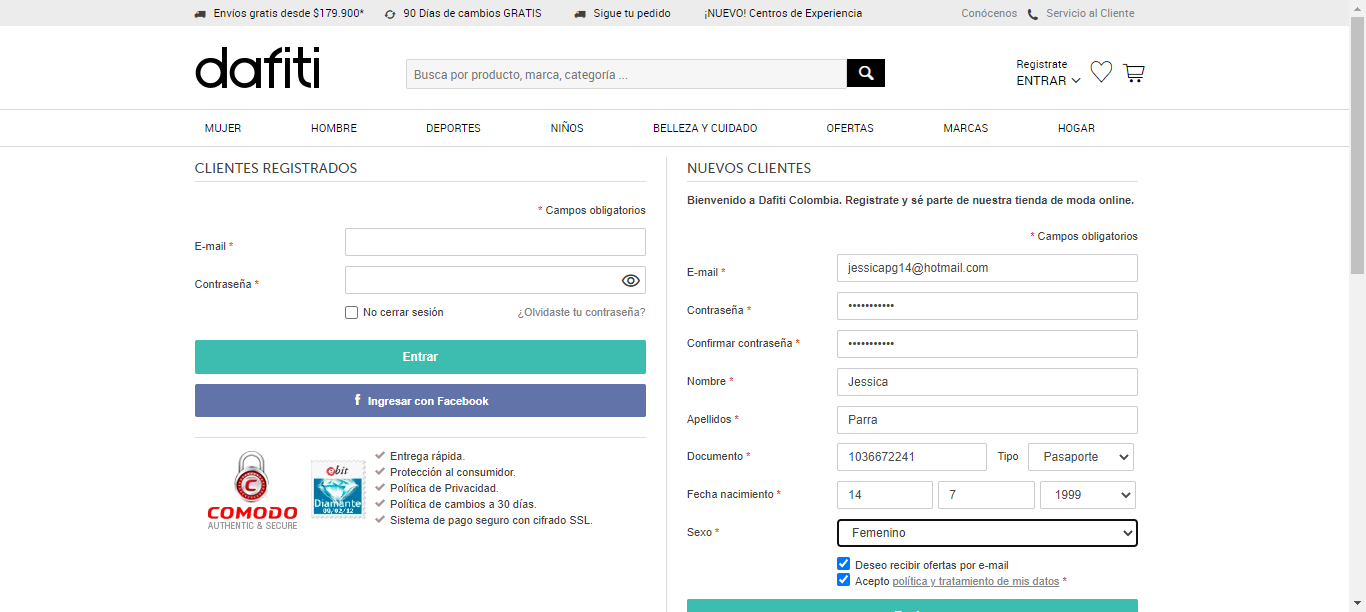 Envíos gratis desde $179.900* 90 Días de cambios GRATIS Sigue tu pedido ¡NUEVO! Centros de Experiencia Conócenos Servicio al Cliente
dafiti
Busca por producto, marca, categoría ...
Registrate
ENTRAR
MUJER HOMBRE DEPORTES NIÑOS BELLEZA Y CUIDADO OFERTAS MARCAS HOGAR
CLIENTES REGISTRADOS
* Campos obligatorios
E-mail *
Contraseña *
No cerrar sesión ¿Olvidaste tu contraseña?
Entrar
f Ingresar con Facebook
C
COMODO
AUTHENTIC & SECURE
ebit
Diamante
09/02/12
Entrega rápida.
Protección al consumidor.
Política de Privacidad.
Política de cambios a 30 días.
Sistema de pago seguro con cifrado SSL.
NUEVOS CLIENTES
Bienvenido a Dafiti Colombia. Registrate y sé parte de nuestra tienda de moda online.
* Campos obligatorios
E-mail * jessicapg14@hotmail.com
Contraseña * •••••••••••
Confirmar contraseña * •••••••••••
Nombre * Jessica
Apellidos * Parra
Documento * 1036672241 Tipo Pasaporte
Fecha nacimiento * 14 7 1999
Sexo * Femenino
Deseo recibir ofertas por e-mail
Acepto política y tratamiento de mis datos *